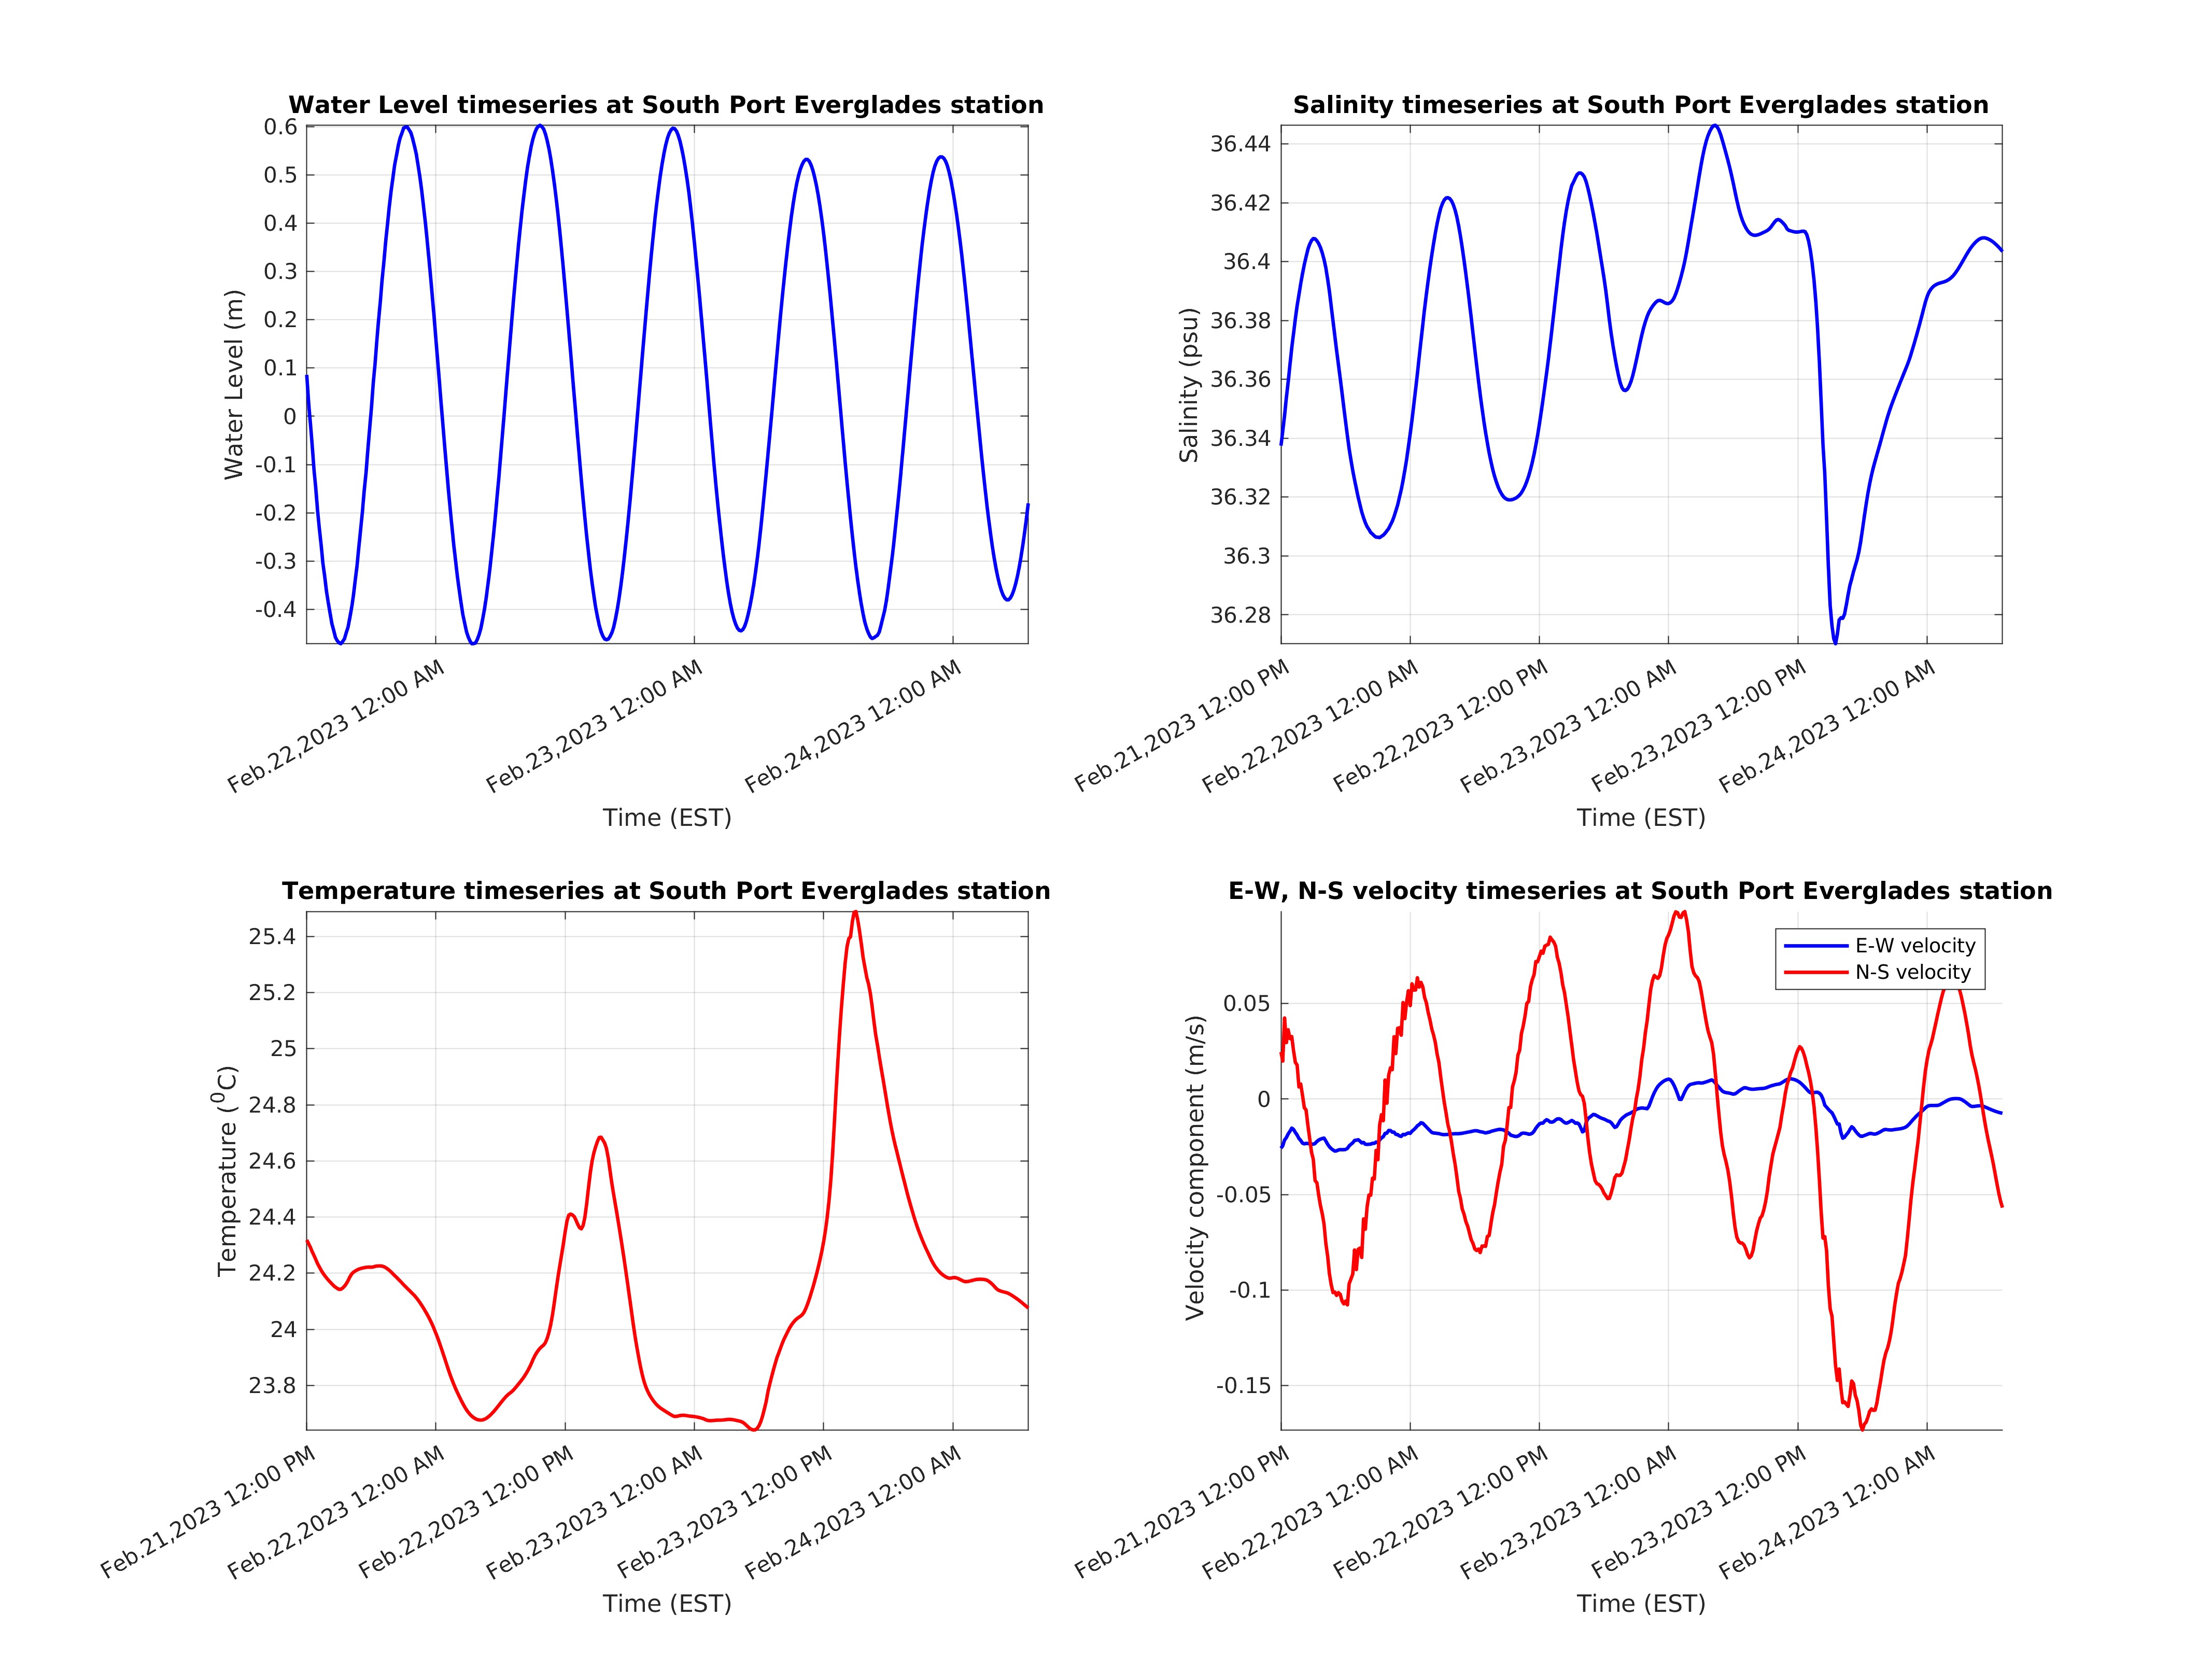 Water Level timeseries at South Port Everglades station
Water Level (m)
0.6
0.5
0.4
0.3
0.2
0.1
0
-0.1
-0.2
-0.3
-0.4
Feb.22,2023 12:00 AM
Feb.23,2023 12:00 AM
Feb.24,2023 12:00 AM
Time (EST)
Salinity timeseries at South Port Everglades station
Salinity (psu)
36.44
36.42
36.4
36.38
36.36
36.34
36.32
36.3
36.28
Feb.21,2023 12:00 PM
Feb.22,2023 12:00 AM
Feb.22,2023 12:00 PM
Feb.23,2023 12:00 AM
Feb.23,2023 12:00 PM
Feb.24,2023 12:00 AM
Time (EST)
Temperature timeseries at South Port Everglades station
Temperature (⁰C)
25.4
25.2
25
24.8
24.6
24.4
24.2
24
23.8
Feb.21,2023 12:00 PM
Feb.22,2023 12:00 AM
Feb.22,2023 12:00 PM
Feb.23,2023 12:00 AM
Feb.23,2023 12:00 PM
Feb.24,2023 12:00 AM
Time (EST)
E-W, N-S velocity timeseries at South Port Everglades station
Velocity component (m/s)
E-W velocity
N-S velocity
0.05
0
-0.05
-0.1
-0.15
Feb.21,2023 12:00 PM
Feb.22,2023 12:00 AM
Feb.22,2023 12:00 PM
Feb.23,2023 12:00 AM
Feb.23,2023 12:00 PM
Feb.24,2023 12:00 AM
Time (EST)